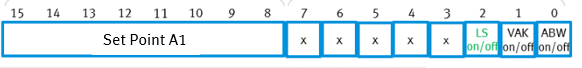 15 14 13 12 11 10 9 8 7 6 5 4 3 2 1 0
Set Point A1 x x x x x LS on/off VAK on/off ABW on/off